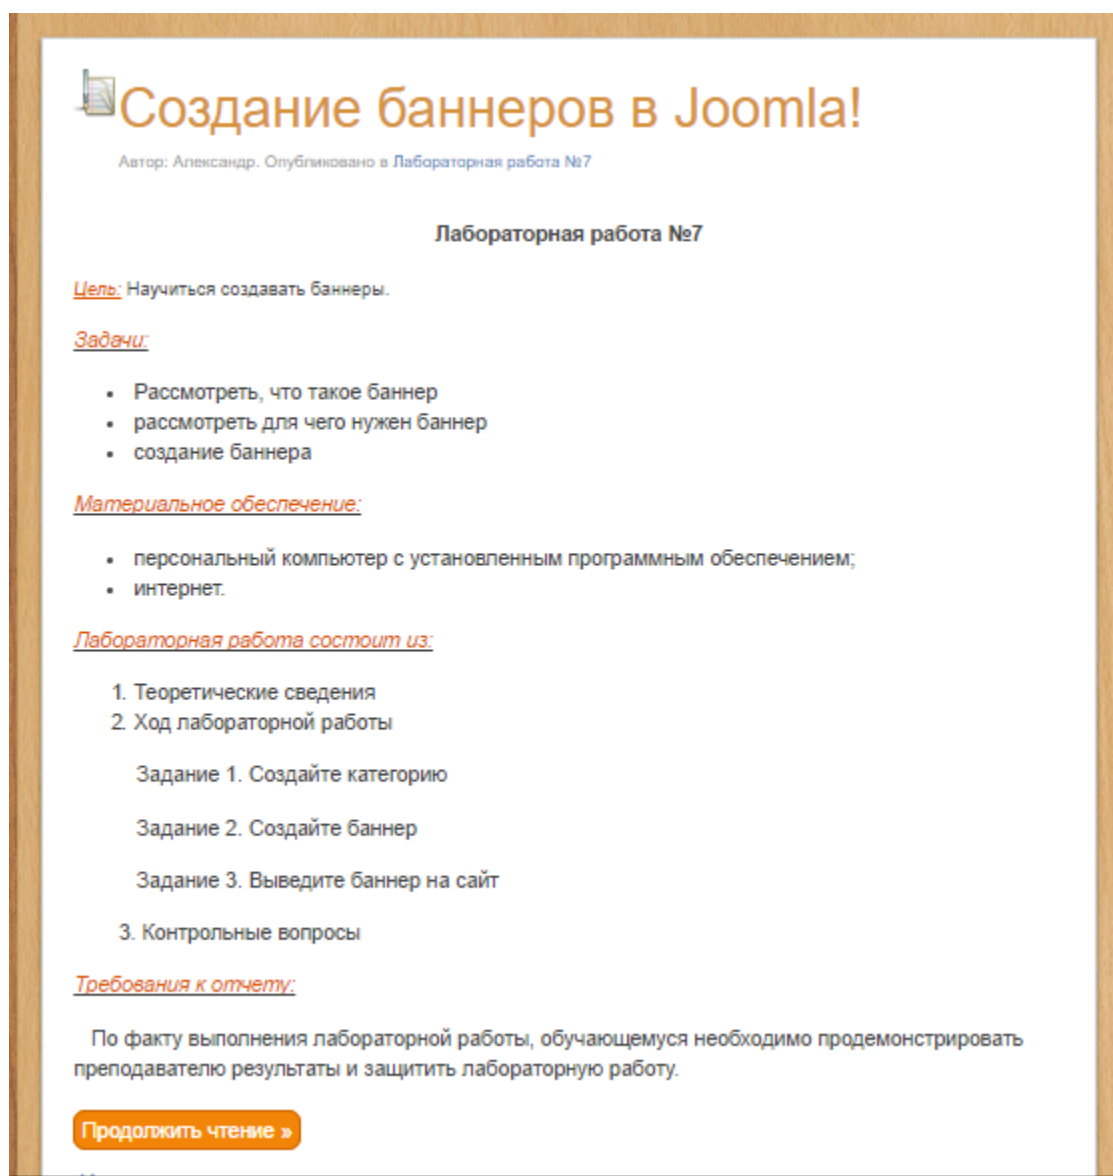 Создание баннеров в Joomla!
Автор: Александр. Опубликовано в Лабораторная работа №7
Лабораторная работа №7
Цель: Научиться создавать баннеры.
Задачи:
• Рассмотреть, что такое баннер
• рассмотреть для чего нужен баннер
• создание баннера
Материальное обеспечение:
• персональный компьютер с установленным программным обеспечением;
• интернет.
Лабораторная работа состоит из:
1. Теоретические сведения
2. Ход лабораторной работы
Задание 1. Создайте категорию
Задание 2. Создайте баннер
Задание 3. Выведите баннер на сайт
3. Контрольные вопросы
Требования к отчету:
По факту выполнения лабораторной работы, обучающемуся необходимо продемонстрировать
преподавателю результаты и защитить лабораторную работу.
Продолжить чтение »